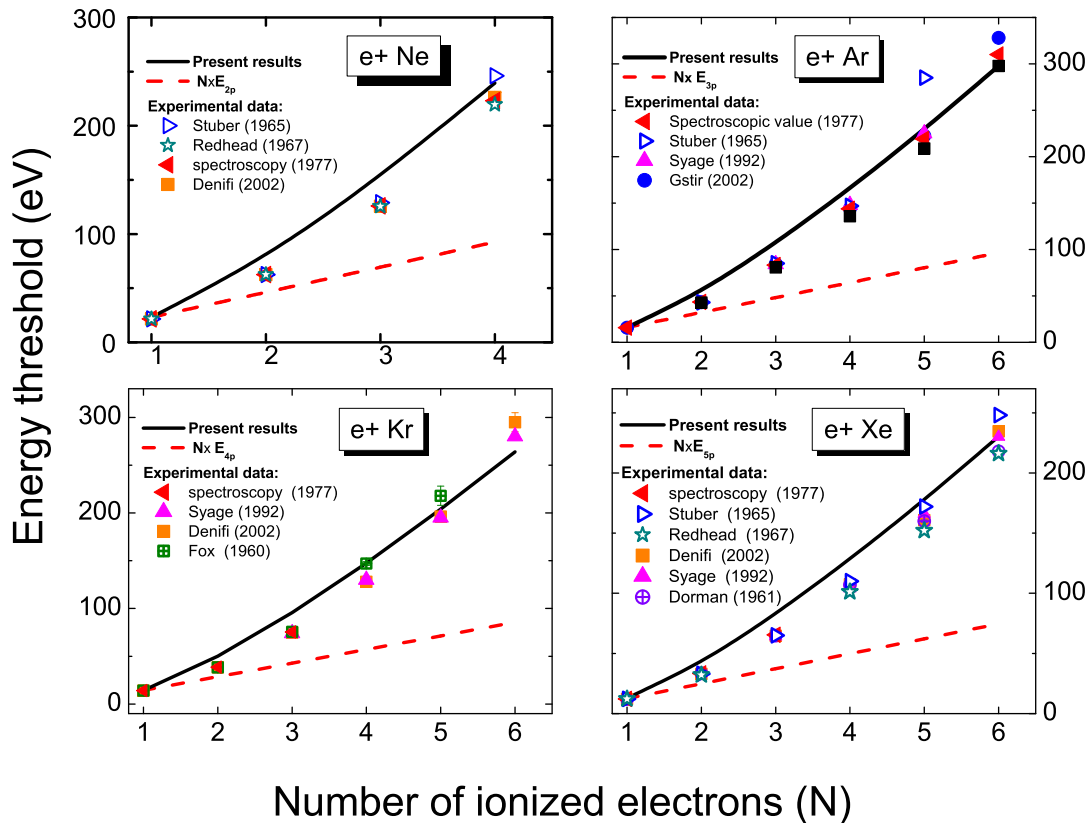 Energy threshold (eV)
300
200
100
0
1
2
3
4
e+ Ne
Present results
NxE2p
Experimental data:
Stuber (1965)
Redhead (1967)
spectroscopy (1977)
Denifi (2002)
300
200
100
0
1
2
3
4
5
6
e+ Ar
Present results
Nx E3p
Experimental data:
Spectroscopic value (1977)
Stuber (1965)
Syage (1992)
Gstir (2002)
300
200
100
0
1
2
3
4
5
6
e+ Kr
Present results
Nx E4p
Experimental data:
spectroscopy (1977)
Syage (1992)
Denifi (2002)
Fox (1960)
200
100
0
1
2
3
4
5
6
e+ Xe
Present results
NxE5p
Experimental data:
spectroscopy (1977)
Stuber (1965)
Redhead (1967)
Denifi (2002)
Syage (1992)
Dorman (1961)
Number of ionized electrons (N)